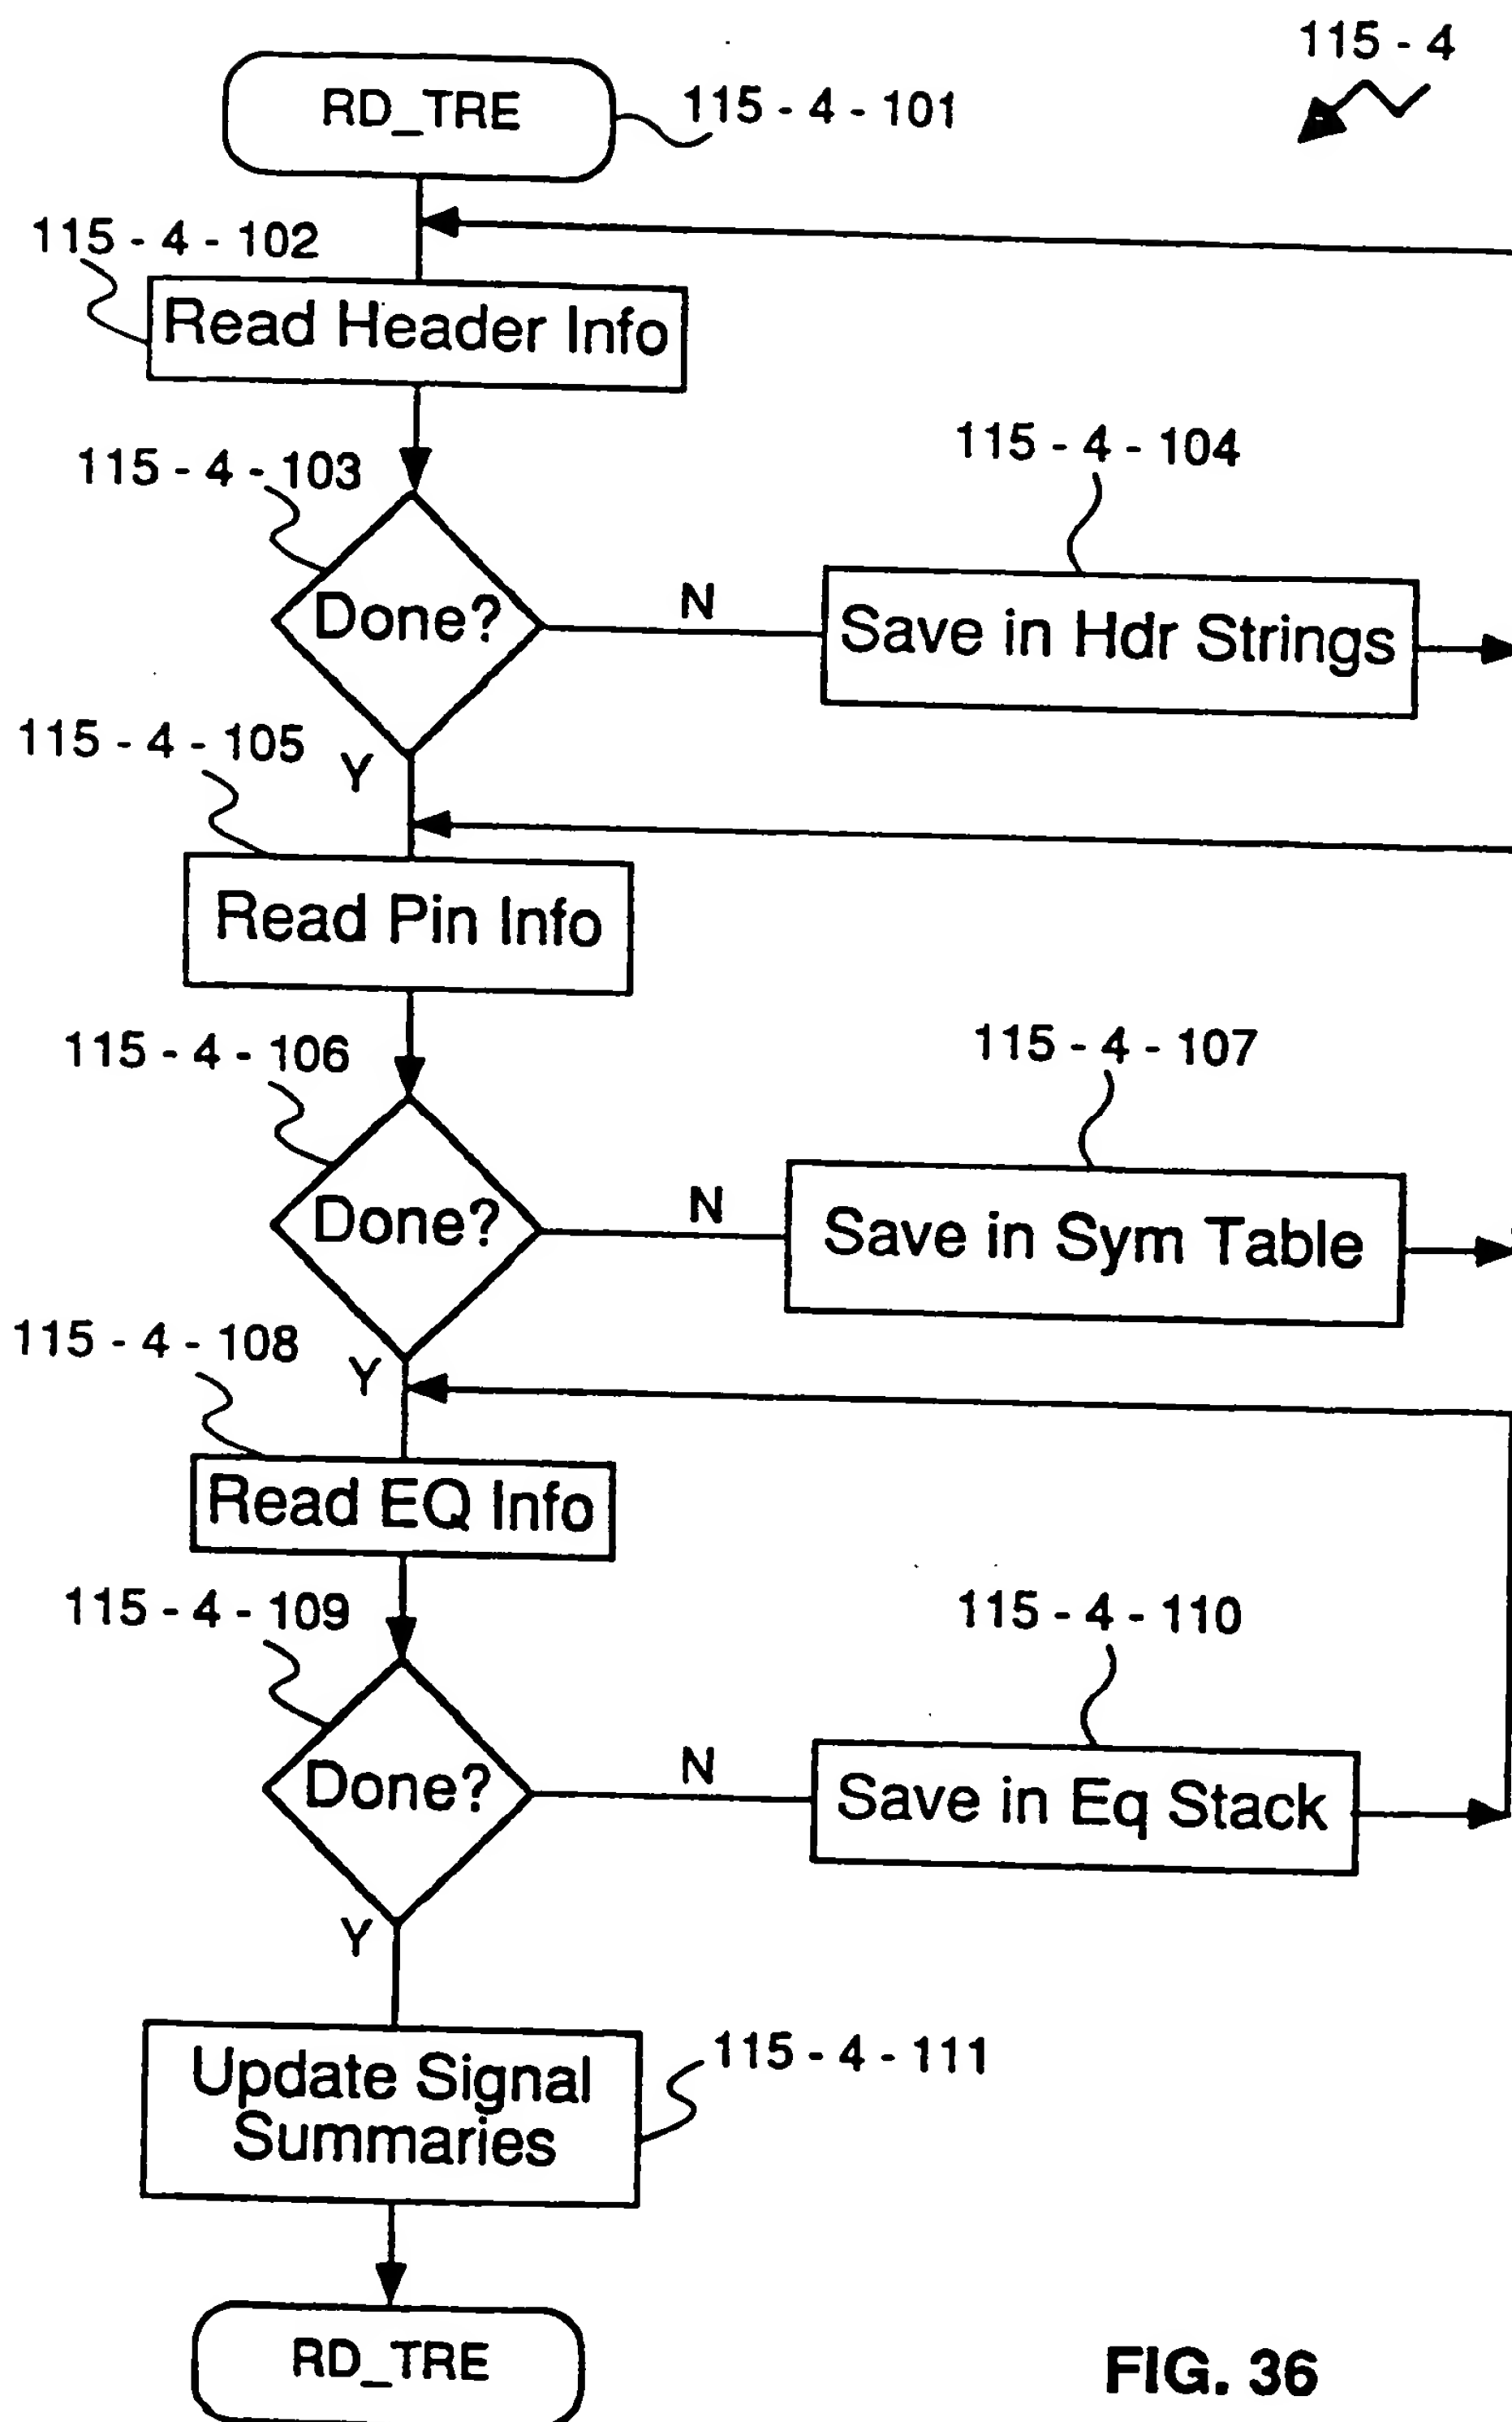 115 - 4
RD_TRE
115 - 4 - 101
115 - 4 - 102
Read Header Info
115 - 4 - 103
115 - 4 - 104
Done?
N
Save in Hdr Strings
Y
115 - 4 - 105
Read Pin Info
115 - 4 - 106
115 - 4 - 107
Done?
N
Save in Sym Table
Y
115 - 4 - 108
Read EQ Info
115 - 4 - 109
115 - 4 - 110
Done?
N
Save in Eq Stack
Y
Update Signal
Summaries
115 - 4 - 111
RD_TRE
FIG. 36